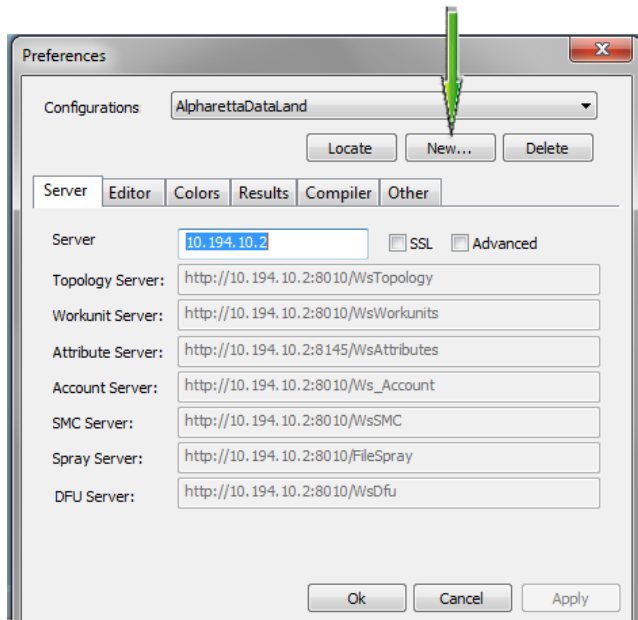 Preferences
Configurations: AlpharettaDataLand
Locate New... Delete
Server Editor Colors Results Compiler Other
Server 10.194.10.2 SSL Advanced
Topology Server: http://10.194.10.2:8010/WsTopology
Workunit Server: http://10.194.10.2:8010/WsWorkunits
Attribute Server: http://10.194.10.2:8145/WsAttributes
Account Server: http://10.194.10.2:8010/Ws_Account
SMC Server: http://10.194.10.2:8010/WsSMC
Spray Server: http://10.194.10.2:8010/FileSpray
DFU Server: http://10.194.10.2:8010/WsDfu
Ok Cancel Apply